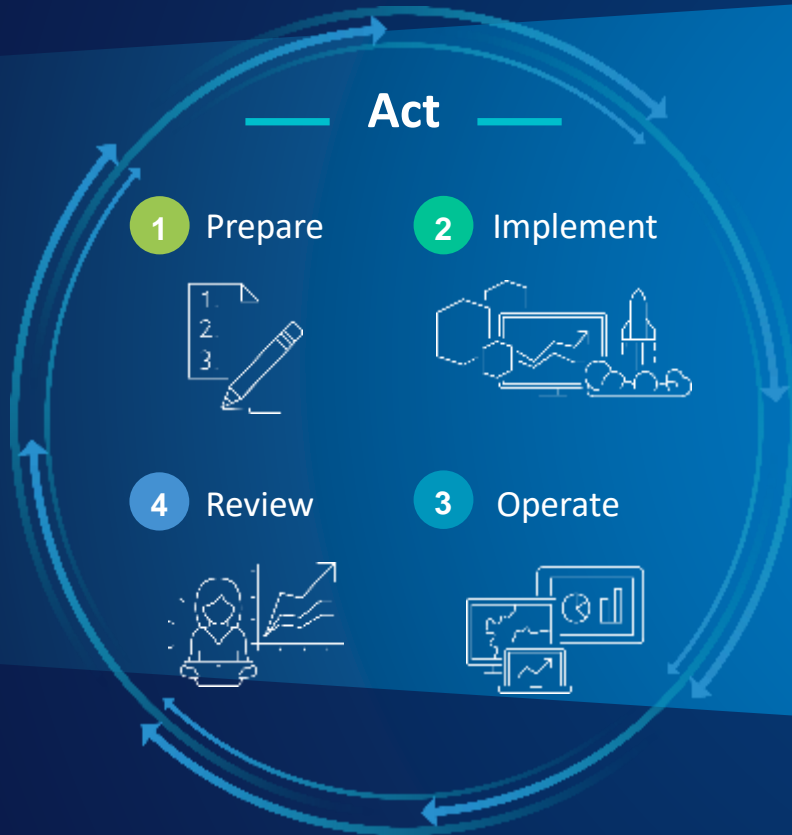 Act
1 Prepare
2 Implement
1.
2.
3.
4 Review
3 Operate